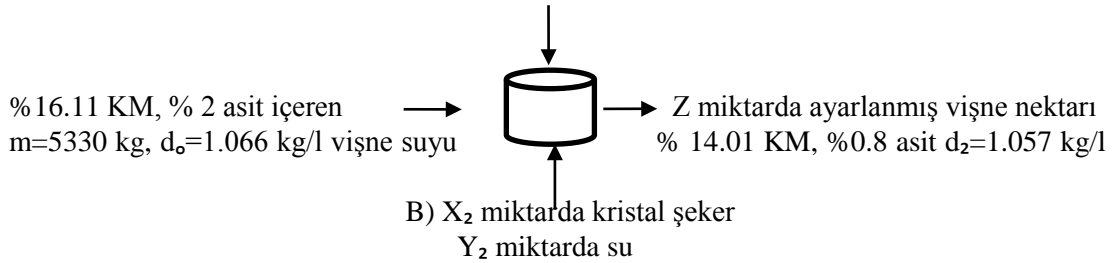 %16.11 KM, % 2 asit içeren
m=5330 kg, dₒ=1.066 kg/l vişne suyu
Z miktarda ayarlanmış vişne nektarı
% 14.01 KM, %0.8 asit d₂=1.057 kg/l
B) X₂ miktarda kristal şeker
Y₂ miktarda su